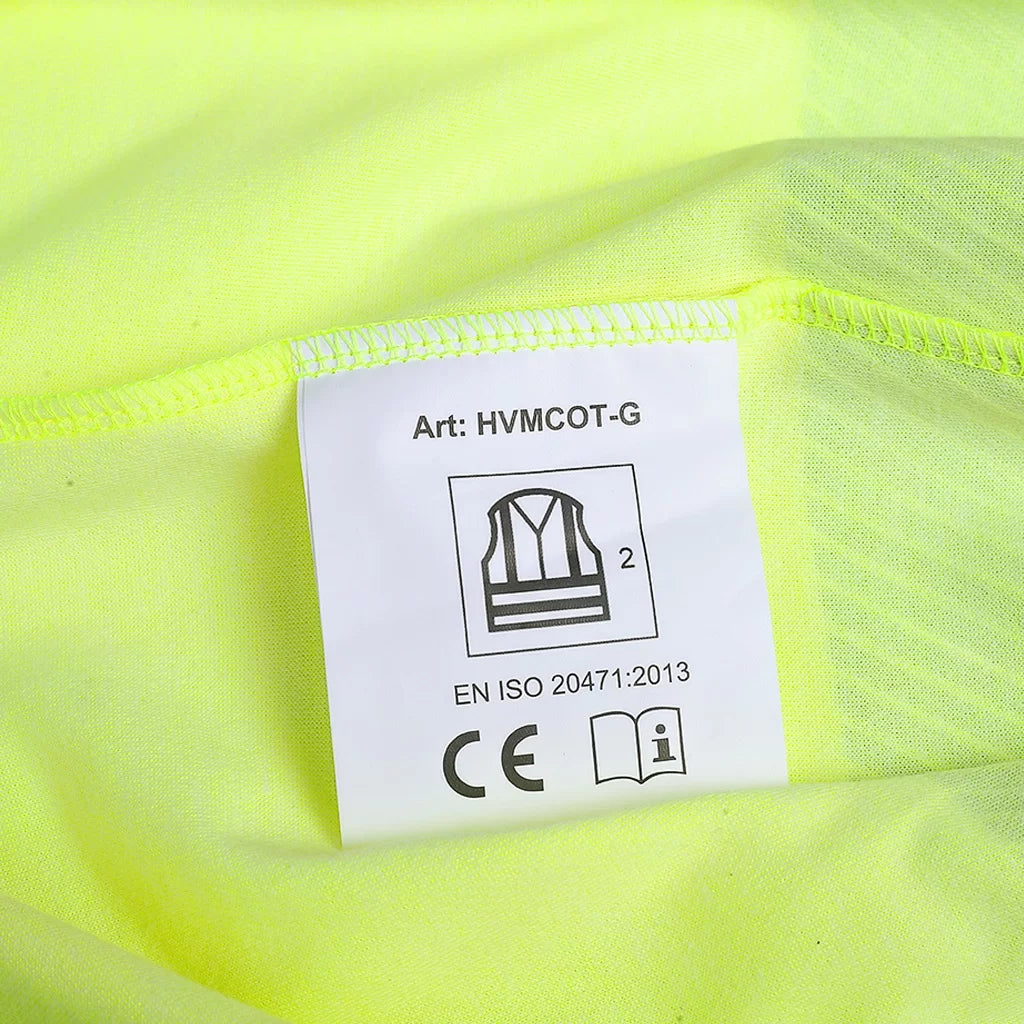 Art: HVMCOT-G
2
EN ISO 20471:2013
CE i